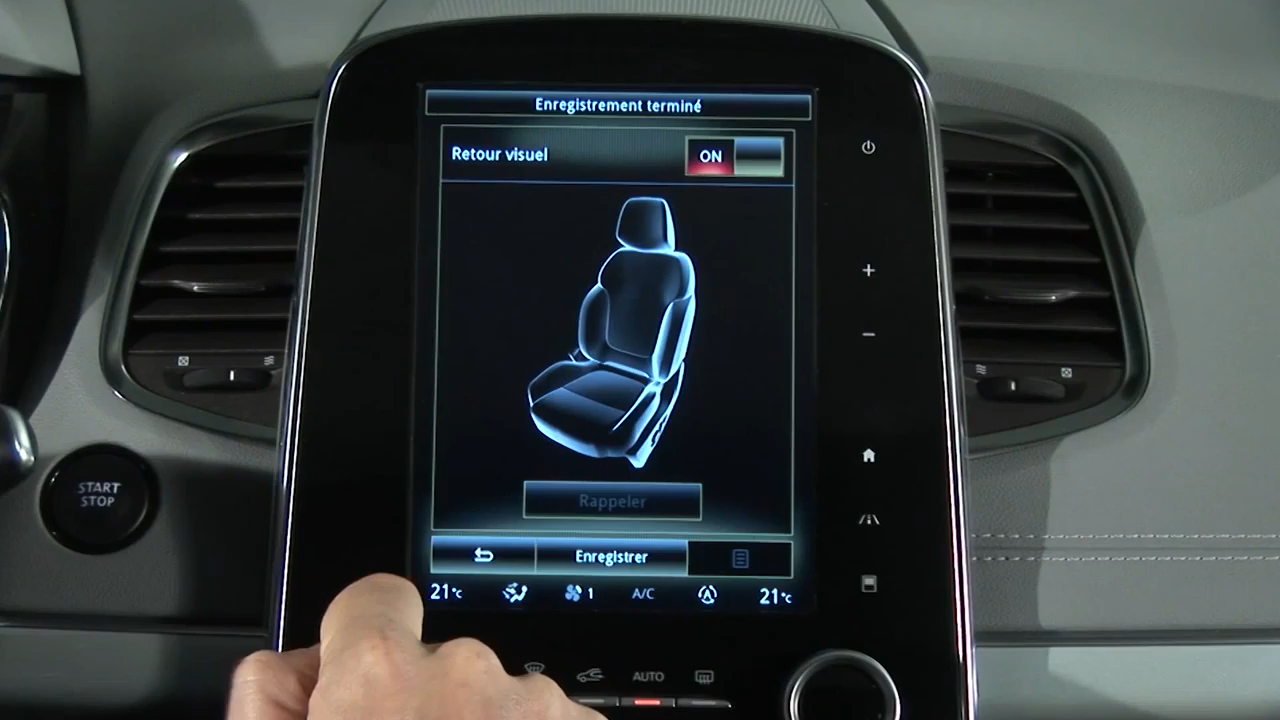 Enregistrement terminé
Retour visuel
ON
START
STOP
Rappeler
Enregistrer
21°c
1
A/C
21°c
AUTO